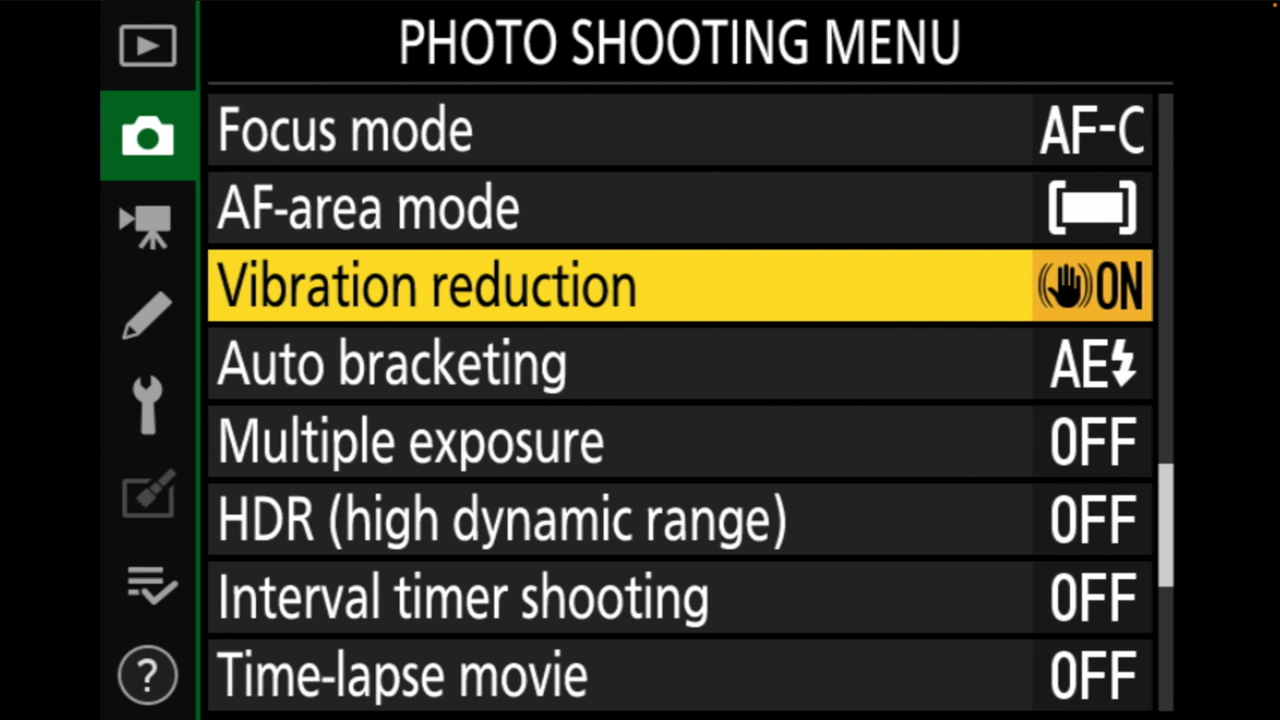 PHOTO SHOOTING MENU
Focus mode AF-C
AF-area mode
Vibration reduction ON
Auto bracketing AE
Multiple exposure OFF
HDR (high dynamic range) OFF
Interval timer shooting OFF
Time-lapse movie OFF
?